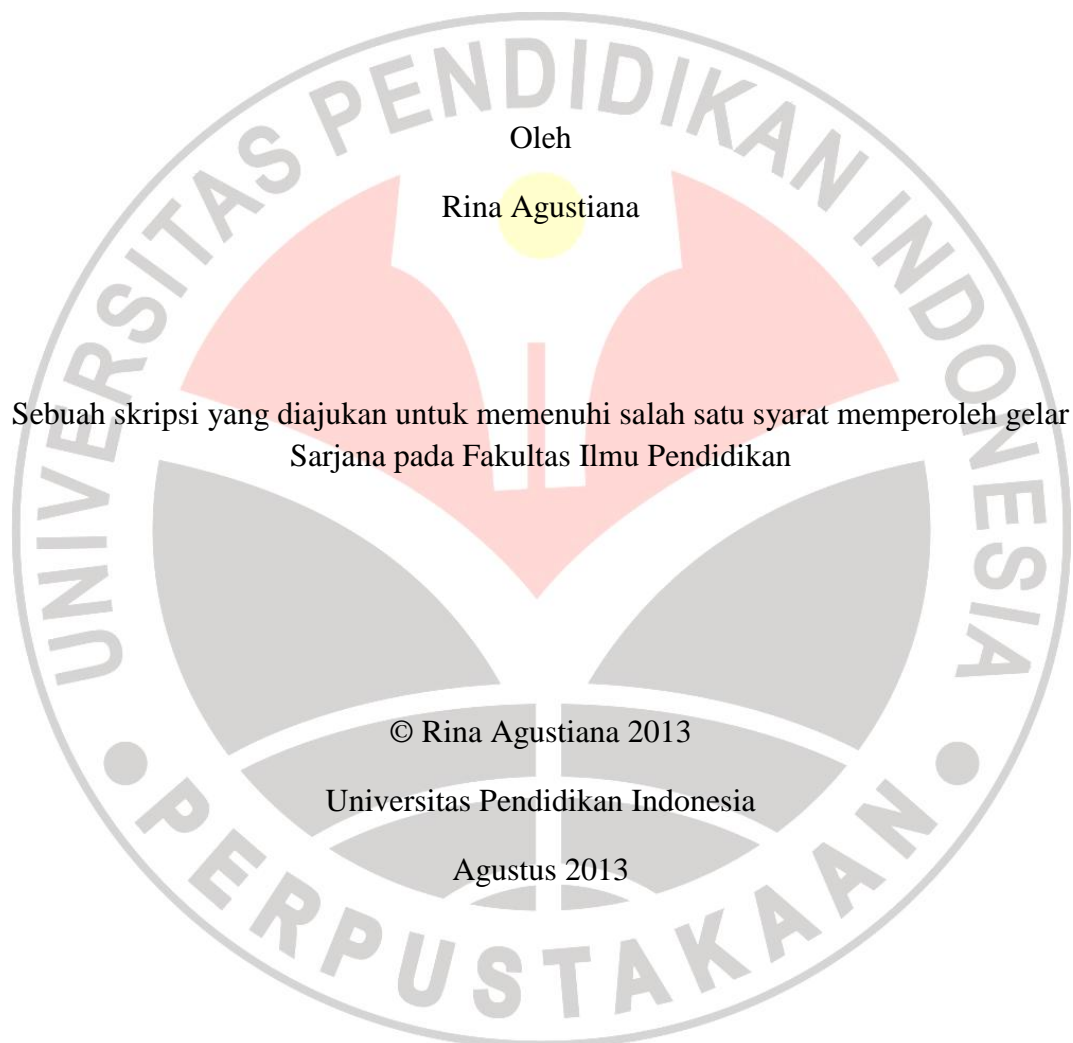 UNIVERSITAS PENDIDIKAN INDONESIA
Oleh
Rina Agustiana
Sebuah skripsi yang diajukan untuk memenuhi salah satu syarat memperoleh gelar
Sarjana pada Fakultas Ilmu Pendidikan
© Rina Agustiana 2013
Universitas Pendidikan Indonesia
Agustus 2013
PERPUSTAKAAN